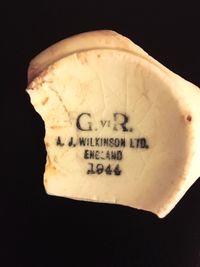 G. VI R.
A. J. WILKINSON LTD.
ENGLAND
1944